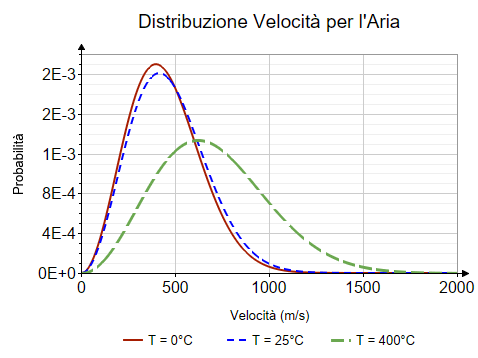 Distribuzione Velocità per l'Aria
Probabilità
2E-3
2E-3
1E-3
8E-4
4E-4
0E+0
0 500 1000 1500 2000
Velocità (m/s)
T = 0°C T = 25°C T = 400°C